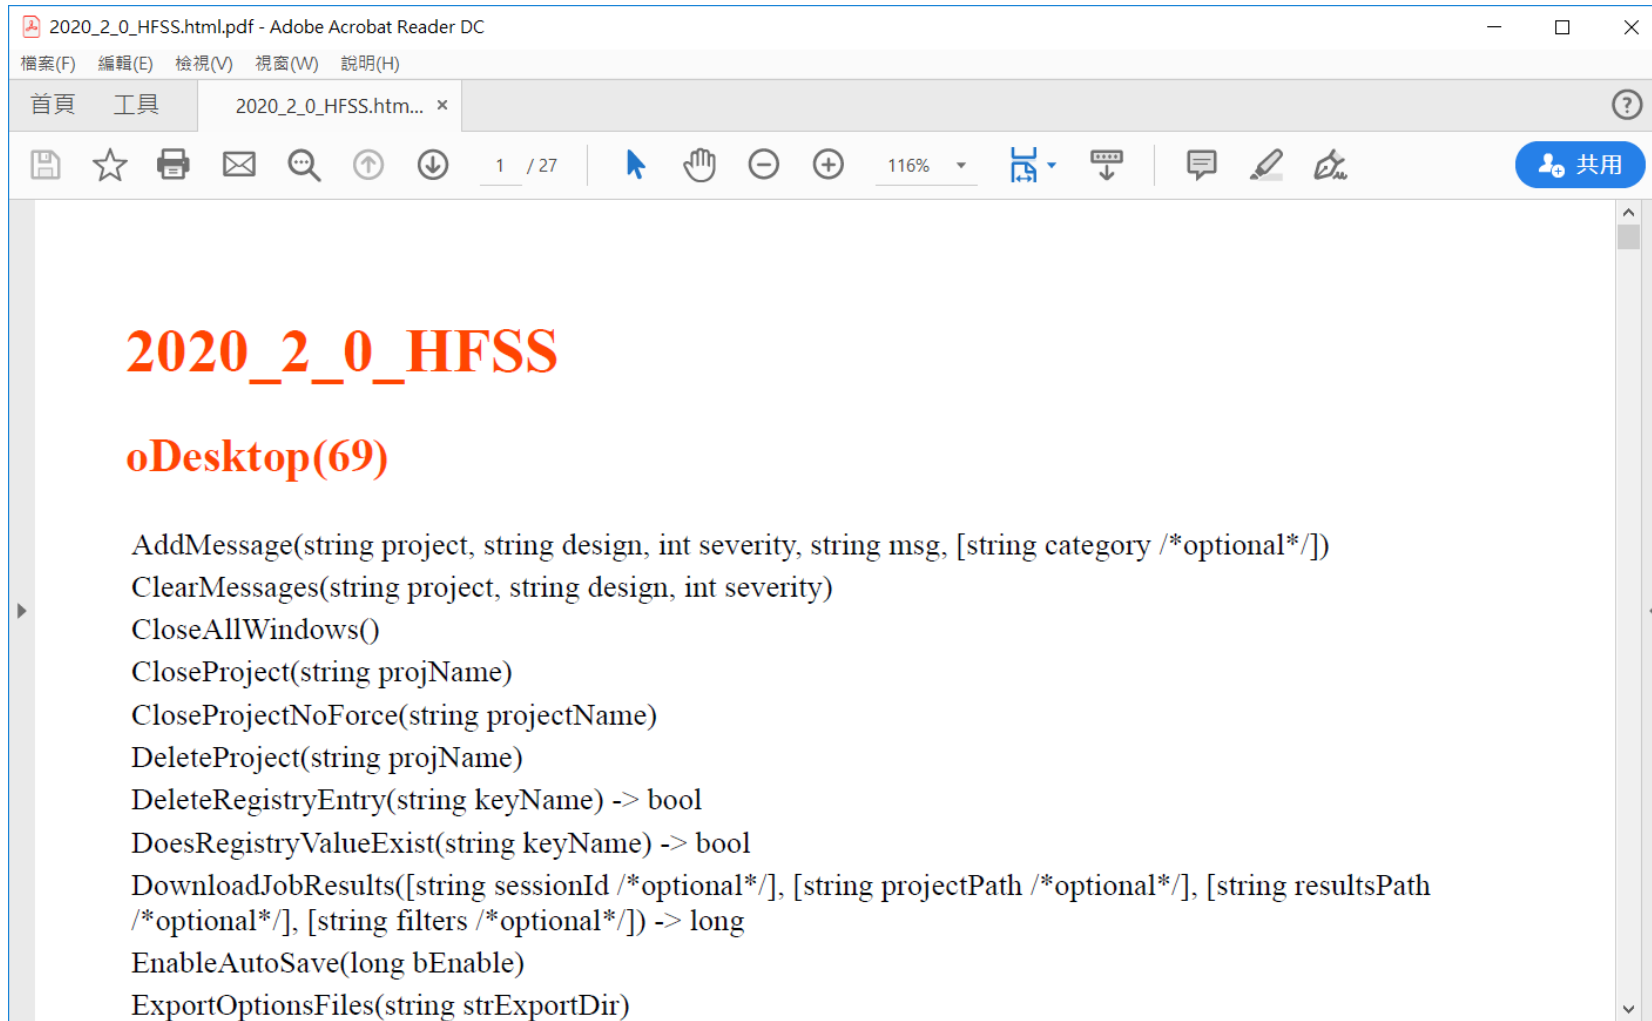 2020_2_0_HFSS.html.pdf - Adobe Acrobat Reader DC
檔案(F) 編輯(E) 檢視(V) 視窗(W) 說明(H)
首頁 工具 2020_2_0_HFSS.htm... ×
1 / 27 116% 共用
2020_2_0_HFSS
oDesktop(69)
AddMessage(string project, string design, int severity, string msg, [string category /*optional*/])
ClearMessages(string project, string design, int severity)
CloseAllWindows()
CloseProject(string projName)
CloseProjectNoForce(string projectName)
DeleteProject(string projName)
DeleteRegistryEntry(string keyName) -> bool
DoesRegistryValueExist(string keyName) -> bool
DownloadJobResults([string sessionId /*optional*/], [string projectPath /*optional*/], [string resultsPath
/*optional*/], [string filters /*optional*/]) -> long
EnableAutoSave(long bEnable)
ExportOptionsFiles(string strExportDir)